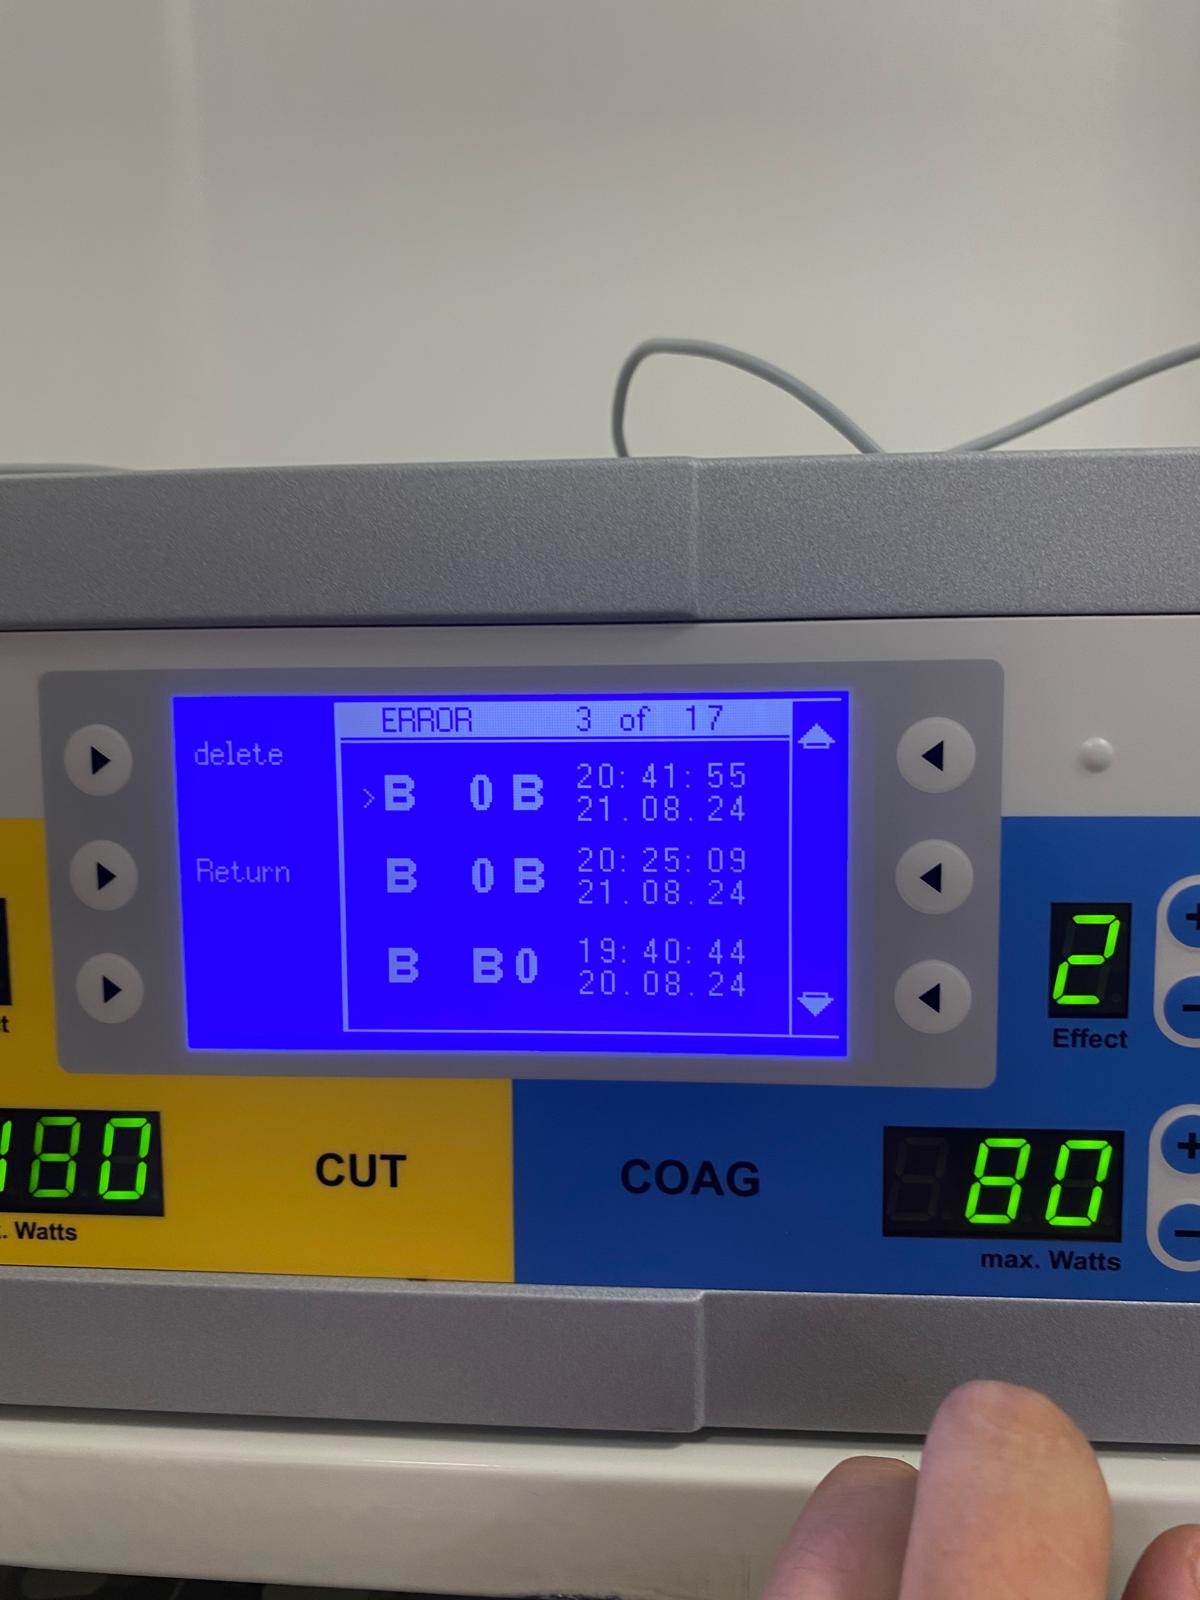 ERROR 3 of 17
delete
>B 0B 20:41:55
21.08.24
Return
B 0B 20:25:09
21.08.24
B B0 19:40:44
20.08.24
2
Effect
80
CUT
COAG
80
. Watts
max. Watts
+
-
+
-